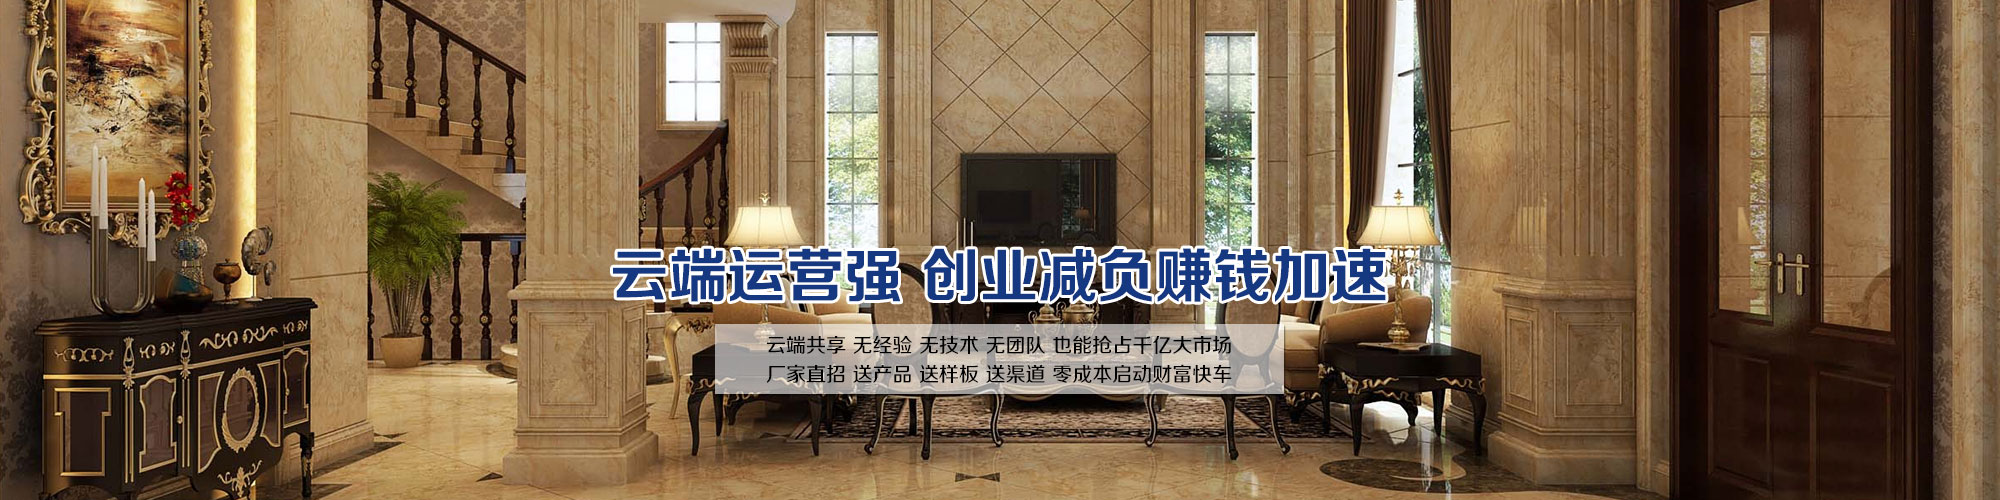 云端运营强 创业减负赚钱加速
云端共享 无经验 无技术 无团队 也能抢占千亿大市场
厂家直招 送产品 送样板 送渠道 零成本启动财富快车